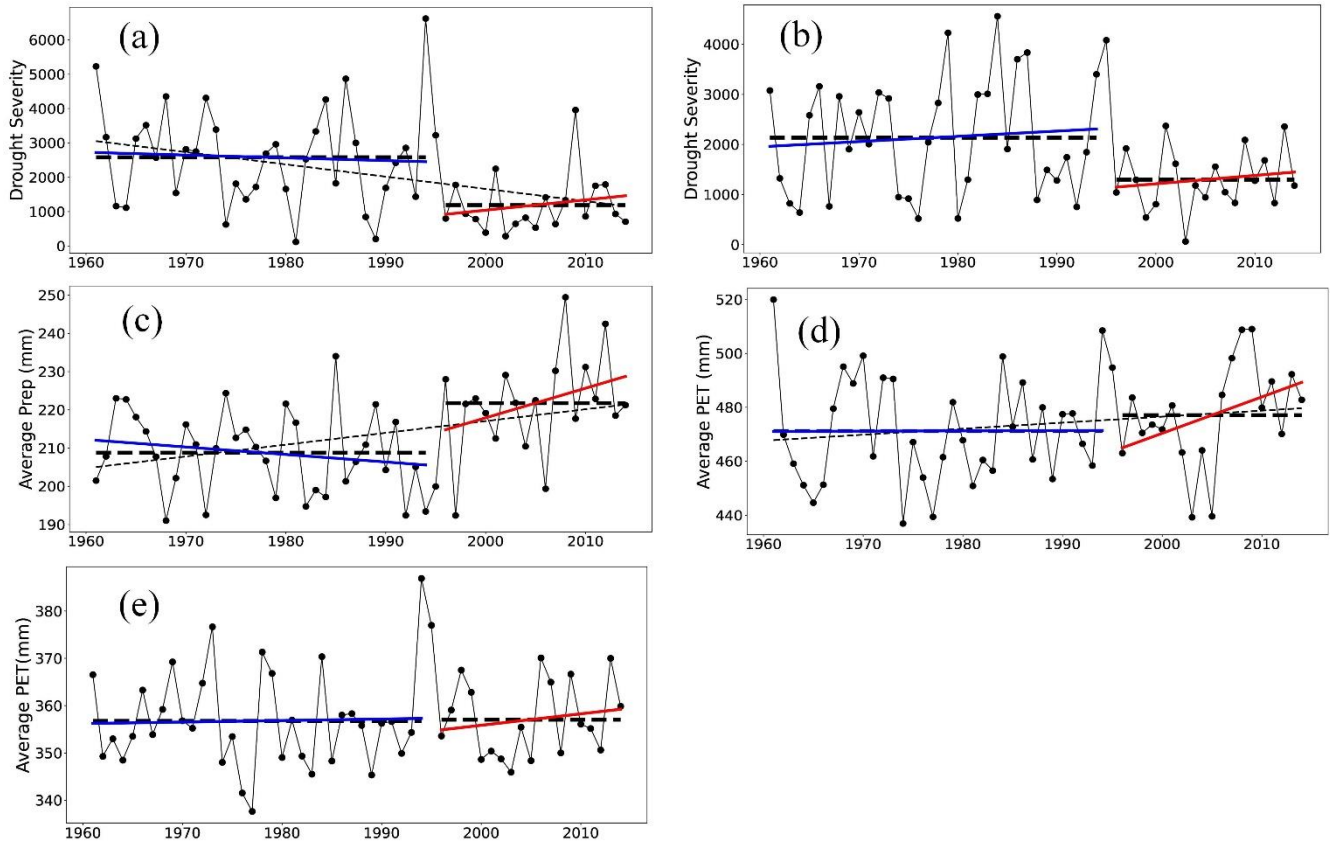 (a)
Drought Severity
6000
5000
4000
3000
2000
1000
0
1960 1970 1980 1990 2000 2010
(b)
Drought Severity
4000
3000
2000
1000
0
1960 1970 1980 1990 2000 2010
(c)
Average Prep (mm)
250
240
230
220
210
200
190
1960 1970 1980 1990 2000 2010
(d)
Average PET (mm)
520
500
480
460
440
1960 1970 1980 1990 2000 2010
(e)
Average PET(mm)
380
370
360
350
340
1960 1970 1980 1990 2000 2010